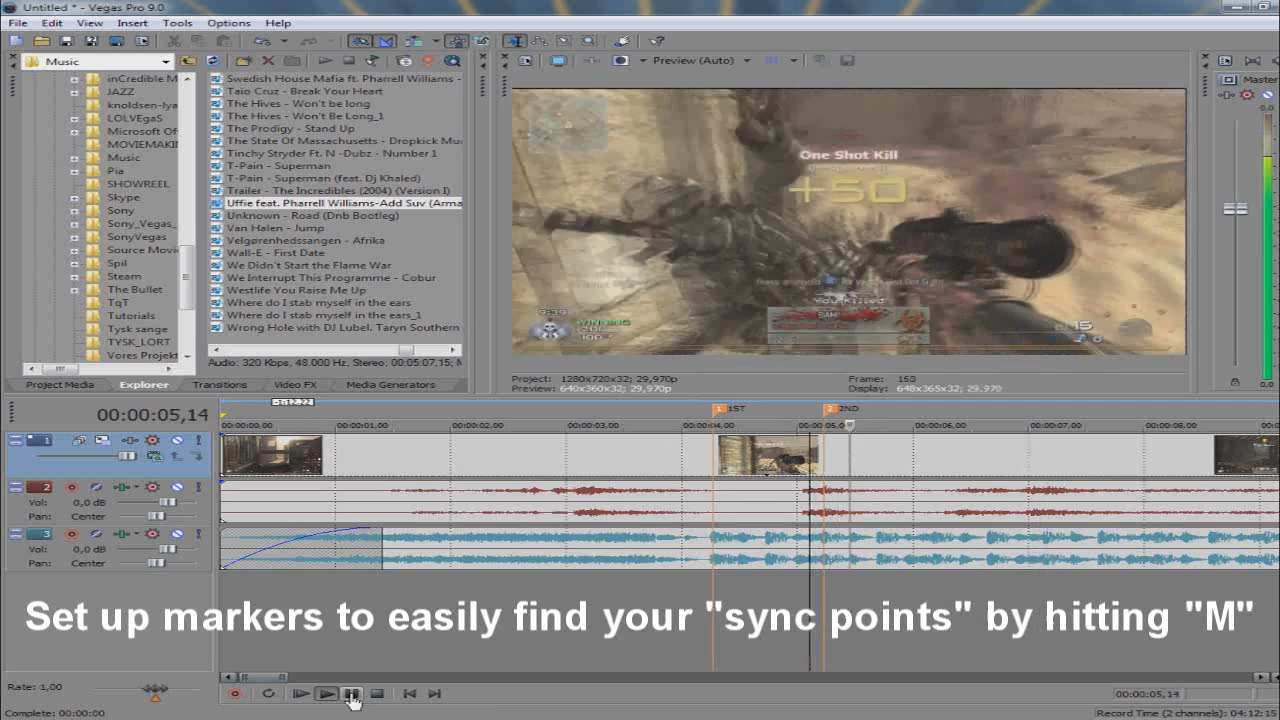 Untitled * - Vegas Pro 9.0
File Edit View Insert Tools Options Help
Music
Preview (Auto)
Master
inCredible M
JAZZ
knoldsen-lya
LOLVEgaS
Microsoft Of
MOVIEMAKI
Music
Pia
SHOWREEL
Skype
Sony
Sony_Vegas_
SonyVegas
Source Movi
Spil
Steam
The Bullet
TqT
Tutorials
Tysk sange
TYSK_LORT
Vores Projekt
Swedish House Mafia ft. Pharrell Williams -
Taio Cruz - Break Your Heart
The Hives - Won't be long
The Hives - Won't Be Long_1
The Prodigy - Stand Up
The State Of Massachusetts - Dropkick Mu
Tinchy Stryder Ft. N -Dubz - Number 1
T-Pain - Superman
T-Pain - Superman (feat. Dj Khaled)
Trailer - The Incredibles (2004) (Version I)
Uffie feat. Pharrell Williams-Add Suv (Arma
Unknown - Road (Dnb Bootleg)
Van Halen - Jump
Velgørenhedssangen - Afrika
Wall-E - First Date
We Didn't Start the Flame War
We Interrupt This Programme - Cobur
Westlife You Raise Me Up
Where do I stab myself in the ears
Where do I stab myself in the ears_1
Wrong Hole with DJ Lubel. Taryn Southern
Audio: 320 Kbps, 48.000 Hz, Stereo; 00:05:07,15;
Project Media Explorer Transitions Video FX Media Generators
One Shot Kill
+50
WINNING
BAM!
15
Project: 1280x720x32; 29,970p
Preview: 640x360x32; 29,970p
Frame: 163
Display: 648x365x32; 29,970
00:00:05,14
-1:12,22
1 1ST
2 2ND
00:00:00,00 00:00:01,00 00:00:02,00 00:00:03,00 00:00:04,00 00:00:05,0 00:00:06,00 00:00:07,00 00:00:08,00
1
2
Vol: 0,0 dB
Pan: Center
3
Vol: 0,0 dB
Pan: Center
Set up markers to easily find your "sync points" by hitting "M"
Rate: 1,00
00:00:05,14
Complete: 00:00:00
Record Time (2 channels): 04:12:15